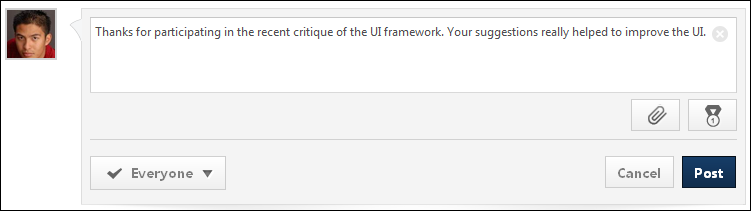 Thanks for participating in the recent critique of the UI framework. Your suggestions really helped to improve the UI.
1
Everyone
Cancel
Post